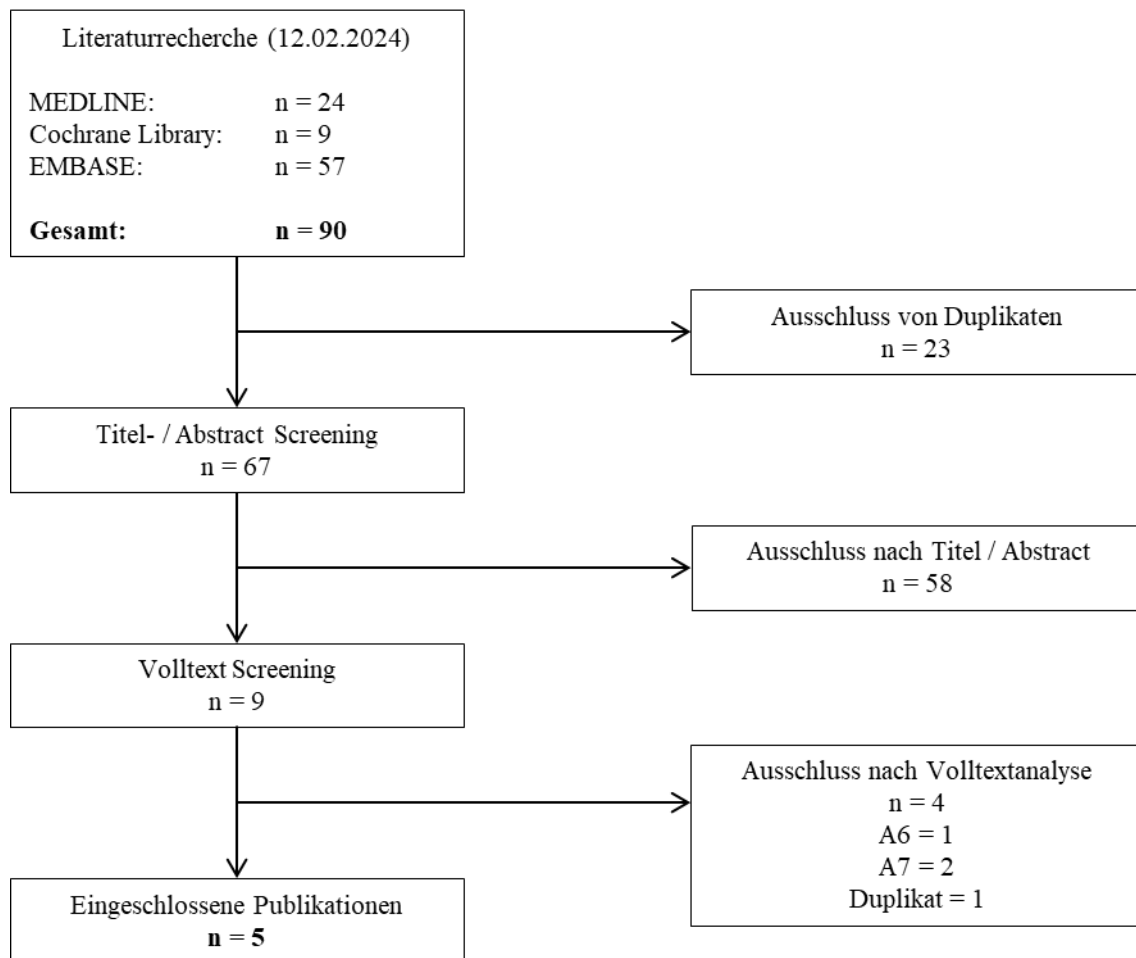 Literaturrecherche (12.02.2024)
MEDLINE: n = 24
Cochrane Library: n = 9
EMBASE: n = 57
Gesamt: n = 90
Ausschluss von Duplikaten
n = 23
Titel- / Abstract Screening
n = 67
Ausschluss nach Titel / Abstract
n = 58
Volltext Screening
n = 9
Ausschluss nach Volltextanalyse
n = 4
A6 = 1
A7 = 2
Duplikat = 1
Eingeschlossene Publikationen
n = 5